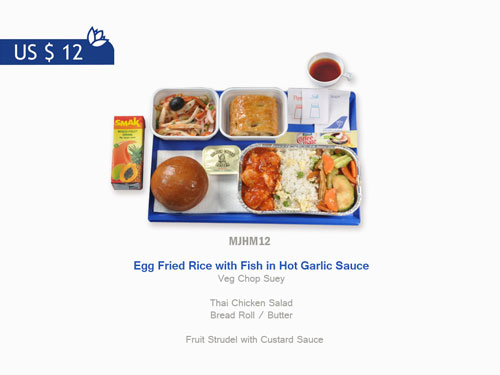 US $ 12
SMAK
MJHM12
Egg Fried Rice with Fish in Hot Garlic Sauce
Veg Chop Suey
Thai Chicken Salad
Bread Roll / Butter
Fruit Strudel with Custard Sauce